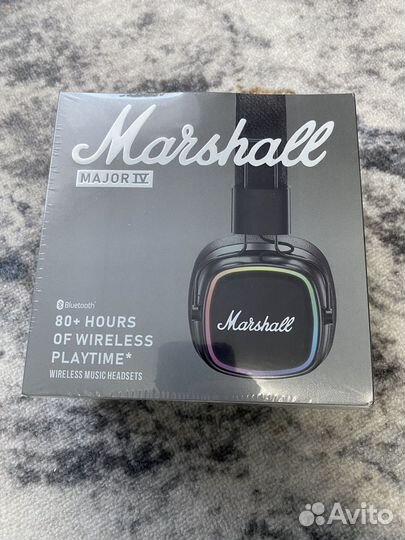 Marshall
MAJOR IV
Bluetooth
80+ HOURS
OF WIRELESS
PLAYTIME*
WIRELESS MUSIC HEADSETS
Marshall
Avito